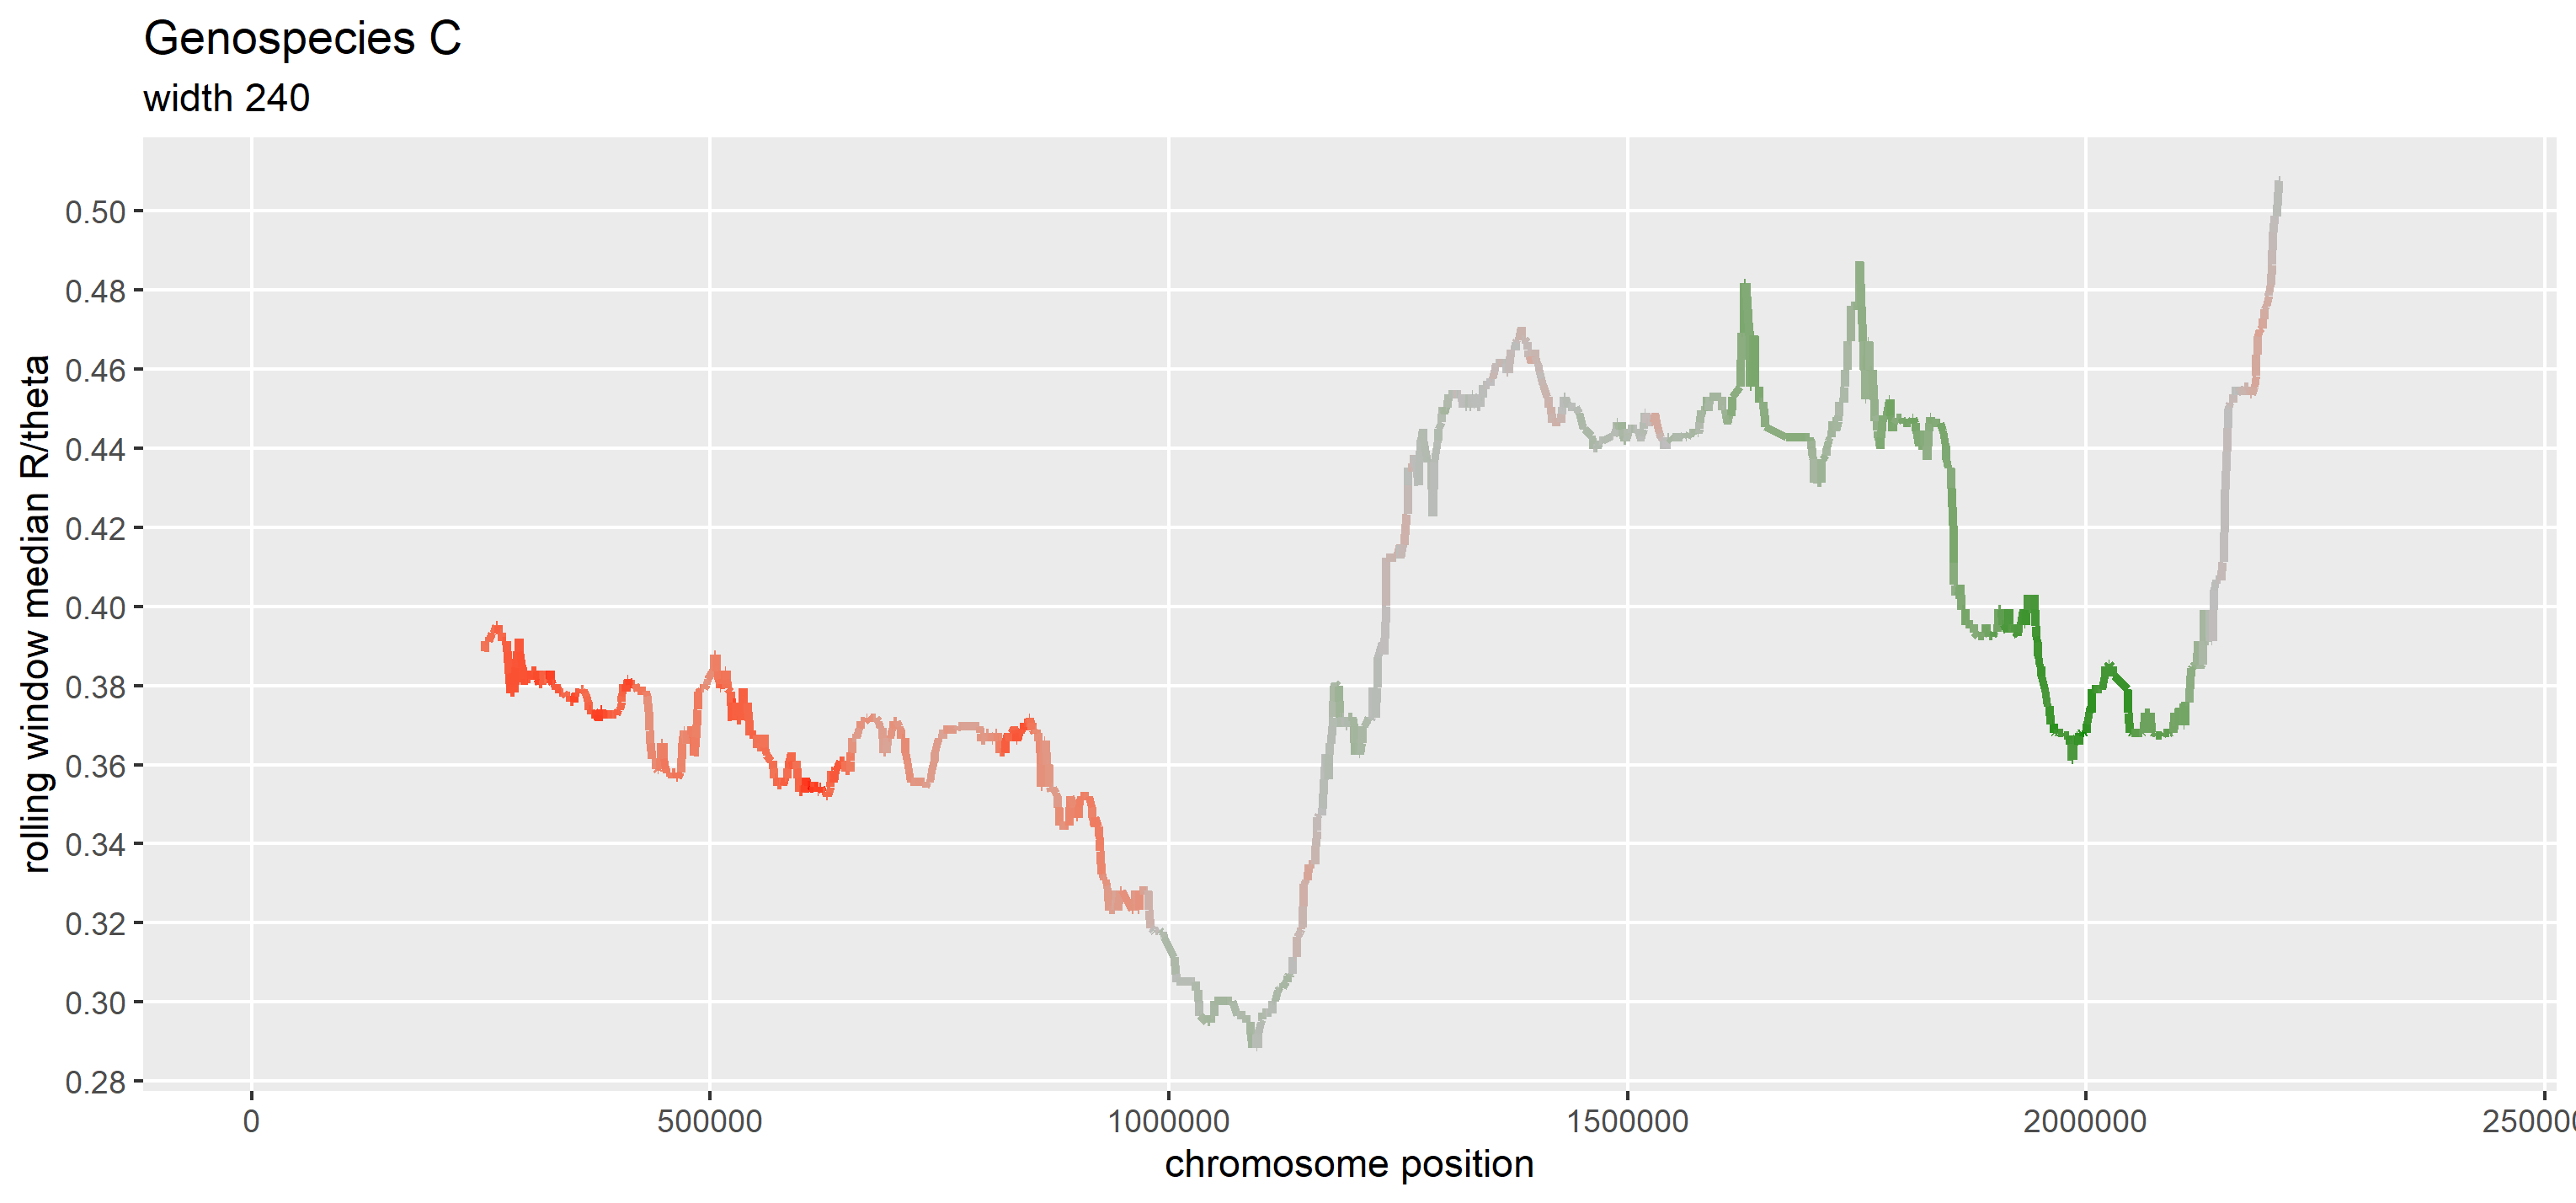 Genospecies C
width 240
rolling window median R/theta
0.50
0.48
0.46
0.44
0.42
0.40
0.38
0.36
0.34
0.32
0.30
0.28
0 500000 1000000 1500000 2000000 250000
chromosome position